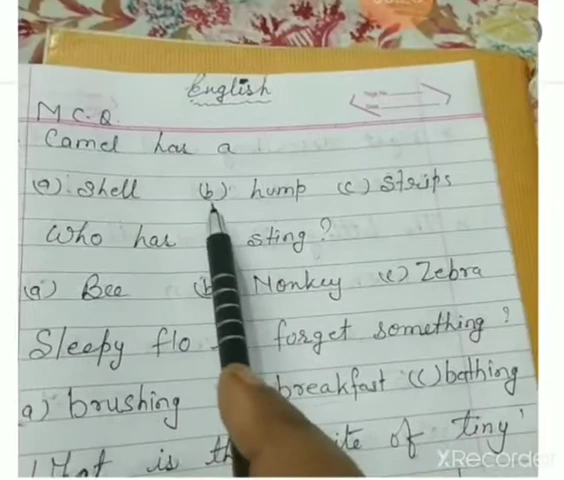 English
M.C.Q.
Camel has a
(a) Shell (b) hump (c) Strips
Who has sting?
(a) Bee (b Monkey (c) Zebra
Sleepy flo forget something?
a) brushing breakfast (c) bathing
What is th ite of tiny'
XRecorder